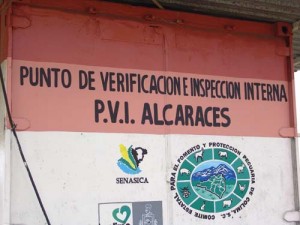 PUNTO DE VERIFICACION E INSPECCION INTERNA
P.V.I. ALCARACES
SENASICA
COMITE ESTATAL PARA EL FOMENTO Y PROTECCION PECUARIA DE COLIMA, S.C.